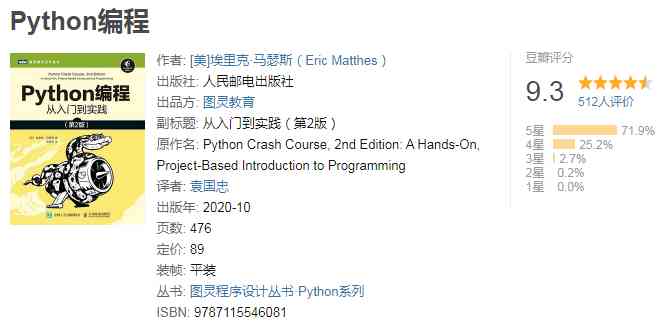 Python编程
Python Crash Course, 2nd Edition
Python编程
从入门到实践
(第2版)
作者: [美]埃里克·马瑟斯（Eric Matthes）
出版社: 人民邮电出版社
出品方: 图灵教育
副标题: 从入门到实践（第2版）
原作名: Python Crash Course, 2nd Edition: A Hands-On,
Project-Based Introduction to Programming
译者: 袁国忠
出版年: 2020-10
页数: 476
定价: 89
装帧: 平装
丛书: 图灵程序设计丛书·Python系列
ISBN: 9787115546081
豆瓣评分
9.3
512人评价
5星 71.9%
4星 25.2%
3星 2.7%
2星 0.2%
1星 0.0%